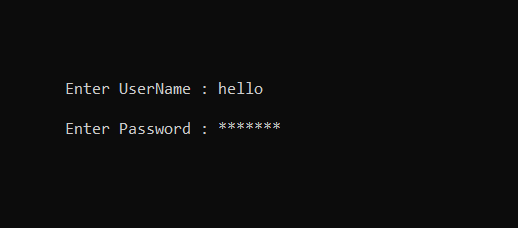 Enter UserName : hello
Enter Password : *******